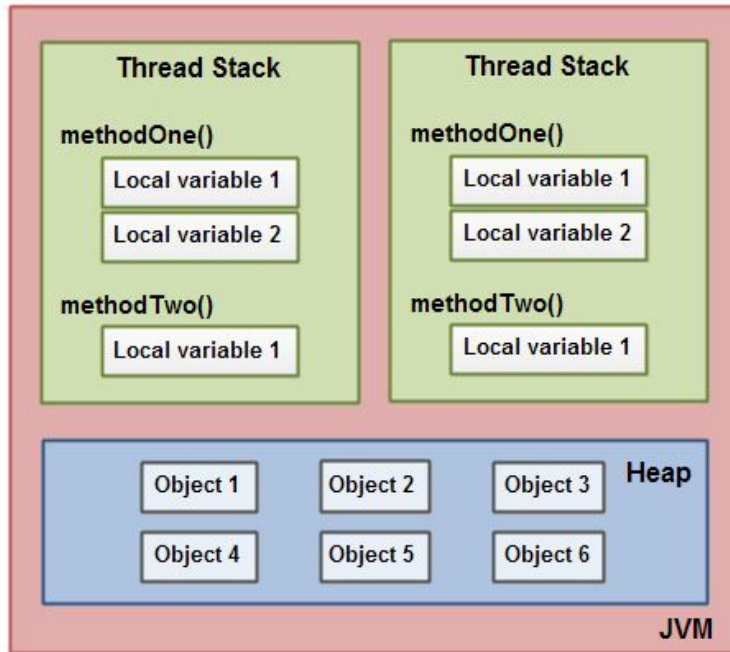 Thread Stack
methodOne()
Local variable 1
Local variable 2
methodTwo()
Local variable 1
Thread Stack
methodOne()
Local variable 1
Local variable 2
methodTwo()
Local variable 1
Heap
Object 1
Object 2
Object 3
Object 4
Object 5
Object 6
JVM